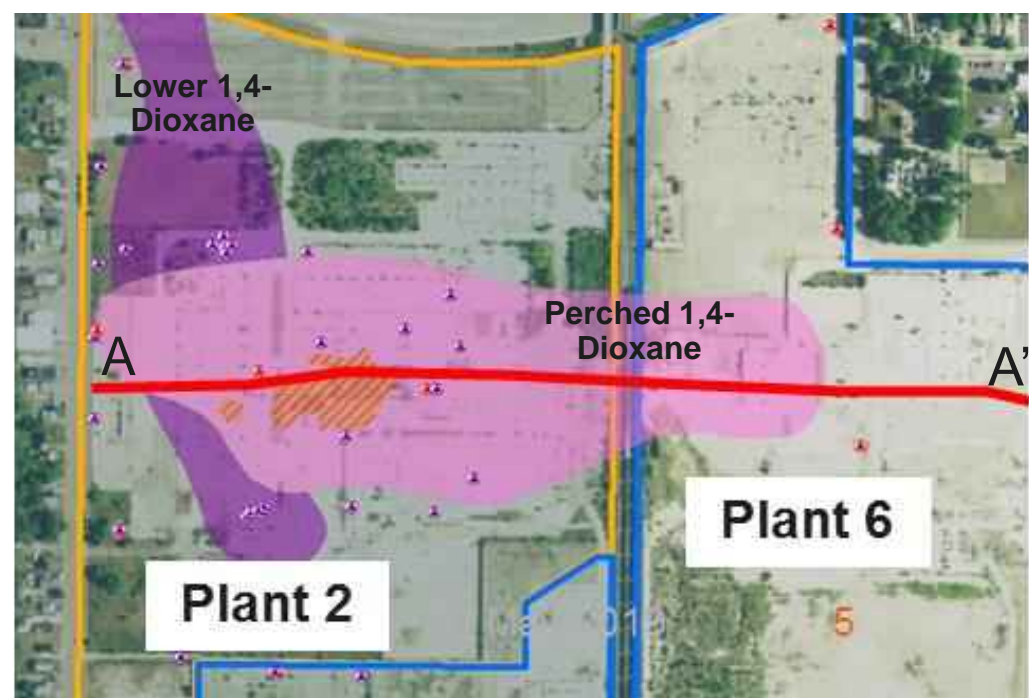 Lower 1,4-
Dioxane
Perched 1,4-
Dioxane
A
A'
Plant 6
Plant 2
5